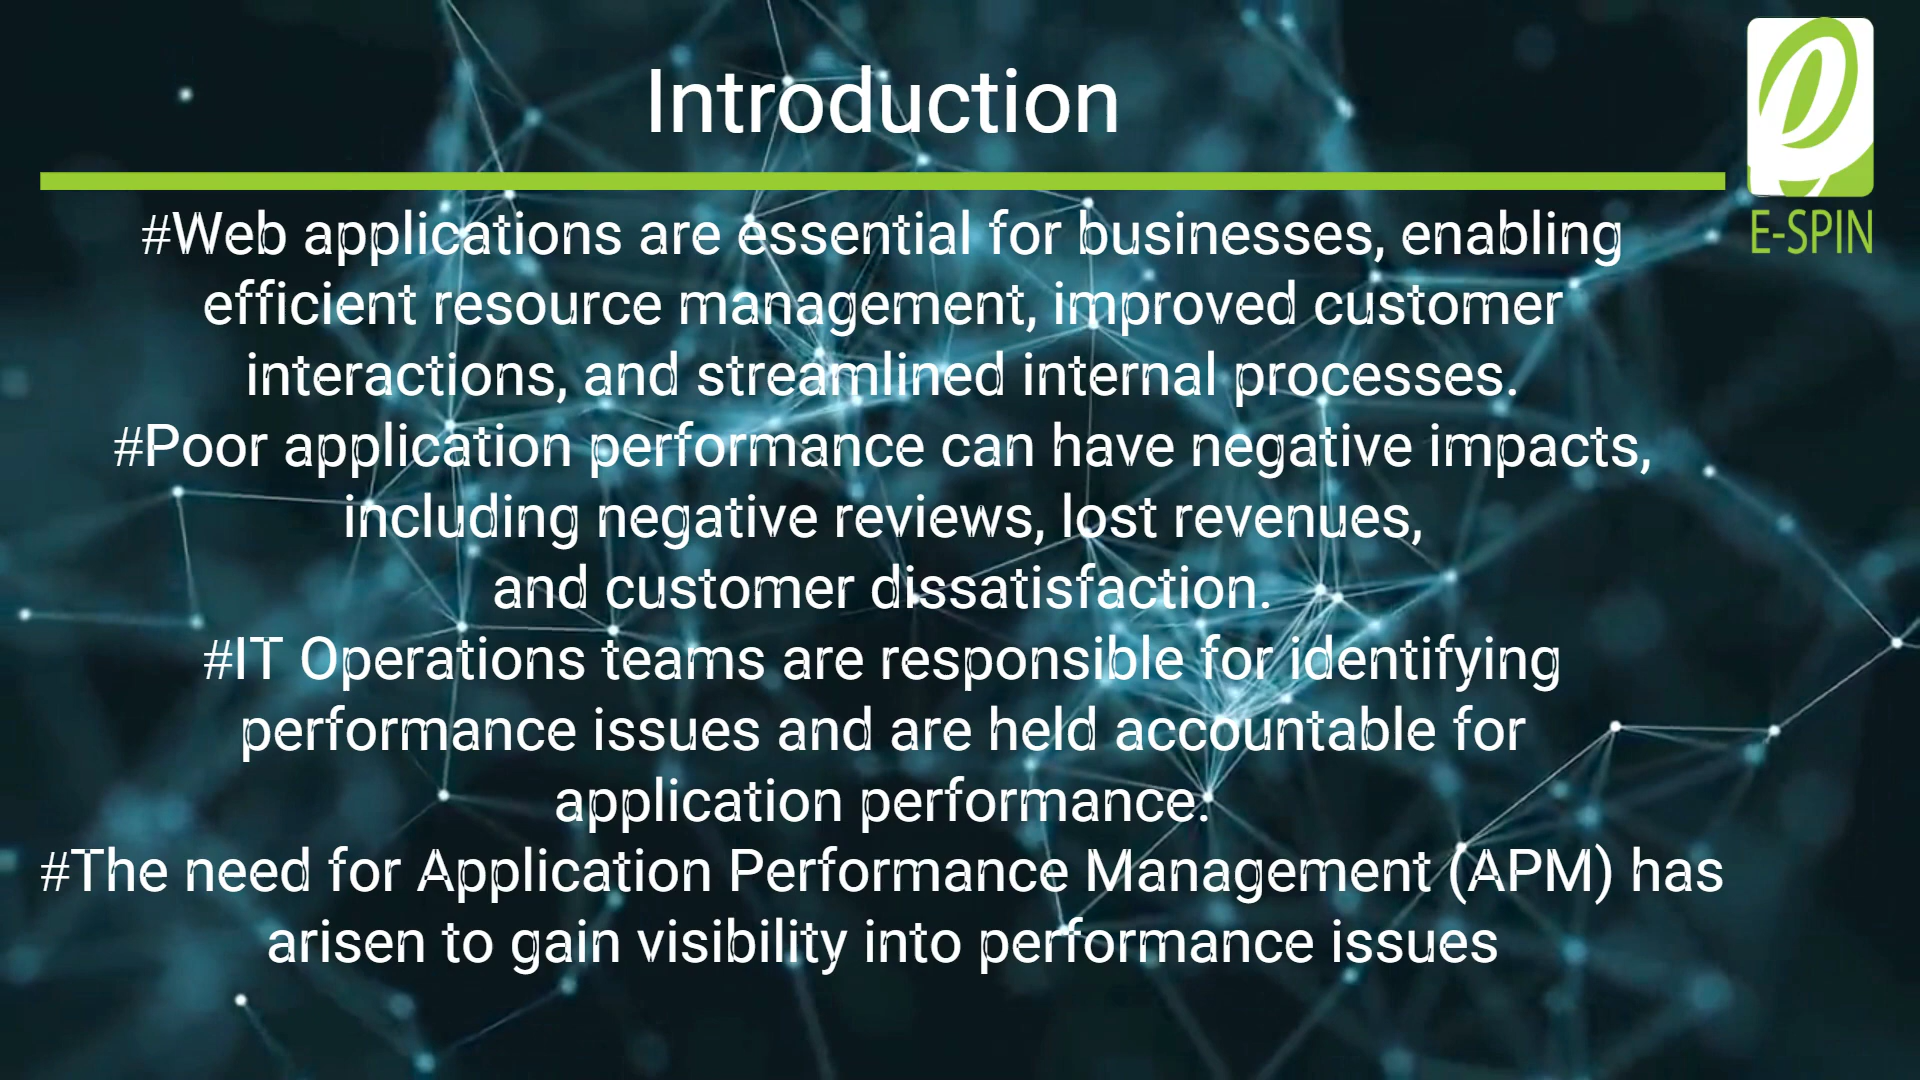 Introduction
E-SPIN
#Web applications are essential for businesses, enabling
efficient resource management, improved customer
interactions, and streamlined internal processes.
#Poor application performance can have negative impacts,
including negative reviews, lost revenues,
and customer dissatisfaction.
#IT Operations teams are responsible for identifying
performance issues and are held accountable for
application performance.
#The need for Application Performance Management (APM) has
arisen to gain visibility into performance issues